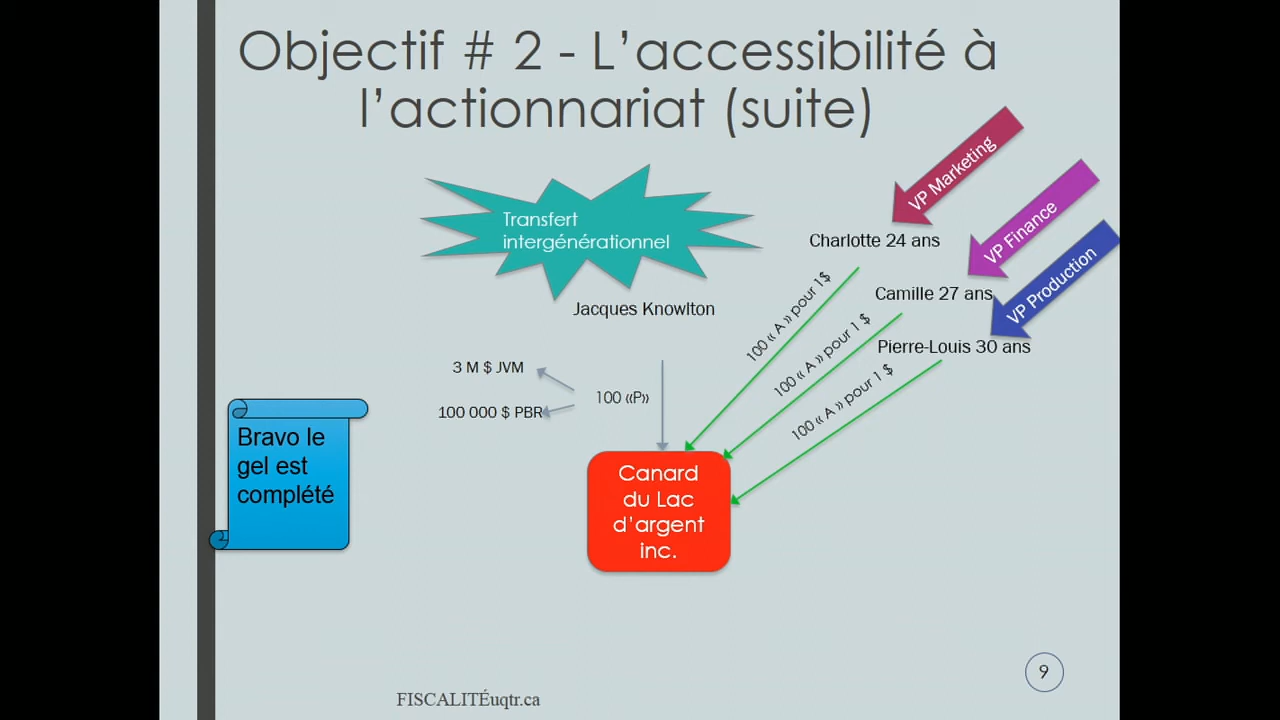 Objectif # 2 - L’accessibilité à
l’actionnariat (suite)
VP Marketing
Transfert
intergénérationnel
VP Finance
Charlotte 24 ans
VP Production
Camille 27 ans
Jacques Knowlton
100 « A » pour 1$
Pierre-Louis 30 ans
100 « A » pour 1 $
3 M $ JVM
100 « A » pour 1 $
100 «P»
100 000 $ PBR
Bravo le
gel est
complété
Canard
du Lac
d’argent
inc.
9
FISCALITÉuqtr.ca